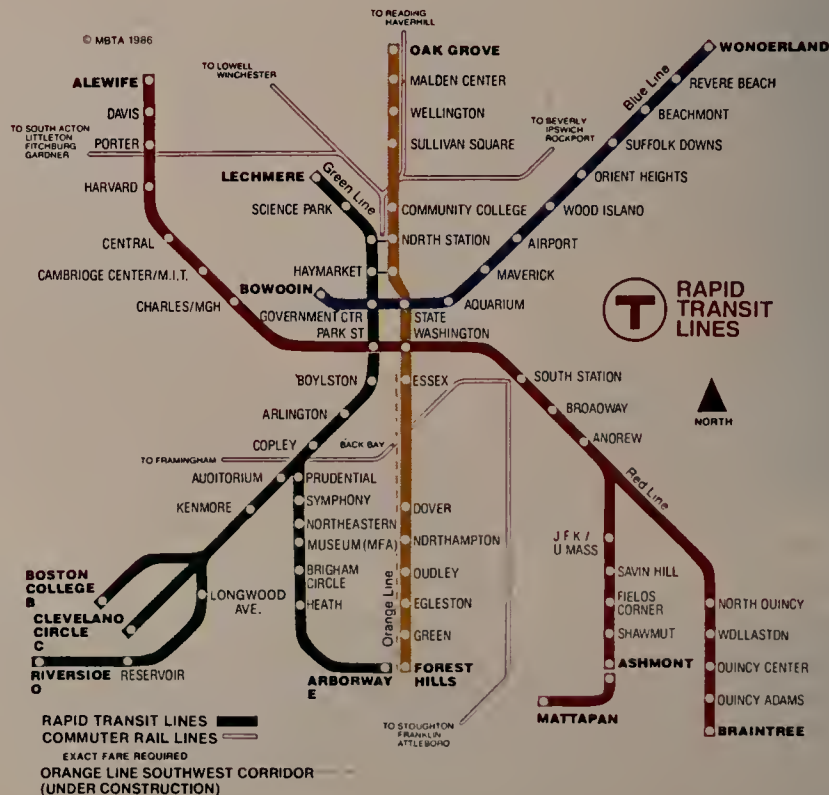 © MBTA 1986
TO READING
HAVERHILL
OAK GROVE
WONDERLAND
TO LOWELL
WINCHESTER
ALEWIFE
MALDEN CENTER
Blue Line
REVERE BEACH
DAVIS
WELLINGTON
BEACHMONT
TO SOUTH ACTON
LITTLETON
FITCHBURG
GARDNER
PORTER
SULLIVAN SQUARE
TO BEVERLY
IPSWICH
ROCKPORT
SUFFOLK DOWNS
LECHMERE
Green Line
ORIENT HEIGHTS
HARVARD
SCIENCE PARK
COMMUNITY COLLEGE
WOOD ISLAND
CENTRAL
NORTH STATION
AIRPORT
CAMBRIDGE CENTER/M.I.T.
HAYMARKET
MAVERICK
BOWOOIN
CHARLES/MGH
GOVERNMENT CTR
STATE
AQUARIUM
T
RAPID
TRANSIT
LINES
PARK ST
WASHINGTON
BOYLSTON
ESSEX
SOUTH STATION
ARLINGTON
BROADWAY
NORTH
COPLEY
BACK BAY
ANDREW
TO FRAMINGHAM
AUDITORIUM
PRUDENTIAL
Red Line
KENMORE
SYMPHONY
DOVER
NORTHEASTERN
MUSEUM (MFA)
NORTHAMPTON
JFK/
U MASS
BOSTON
COLLEGE
B
BRIGHAM
CIRCLE
OUDLEY
SAVIN HILL
LONGWOOD
AVE.
HEATH
Orange Line
EGLESTON
FIELOS
CORNER
NORTH QUINCY
CLEVELANO
CIRCLE
C
GREEN
SHAWMUT
WOLLASTON
RIVERSIDE
O
RESERVOIR
ARBORWAY
E
FOREST
HILLS
ASHMONT
QUINCY CENTER
MATTAPAN
QUINCY ADAMS
BRAINTREE
TO STOUGHTON
FRANKLIN
ATTLEBORO
RAPID TRANSIT LINES
COMMUTER RAIL LINES
EXACT FARE REQUIRED
ORANGE LINE SOUTHWEST CORRIDOR
(UNDER CONSTRUCTION)